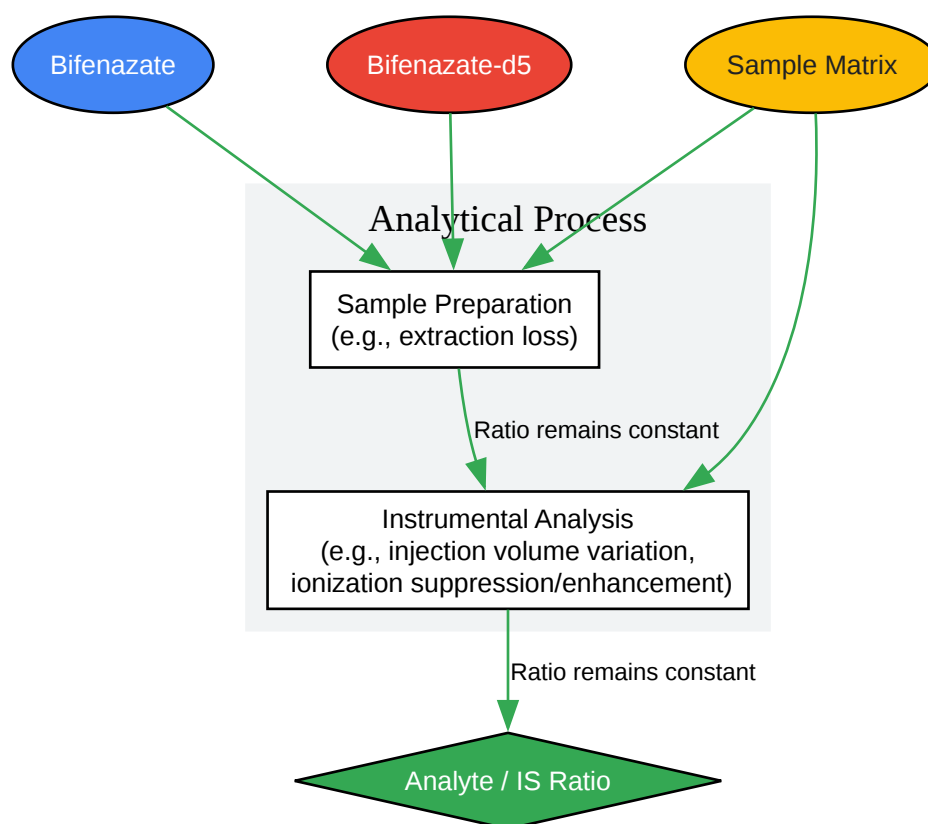 Bifenazate
Bifenazate-d5
Sample Matrix
Analytical Process
Sample Preparation
(e.g., extraction loss)
Ratio remains constant
Instrumental Analysis
(e.g., injection volume variation,
ionization suppression/enhancement)
Ratio remains constant
Analyte / IS Ratio